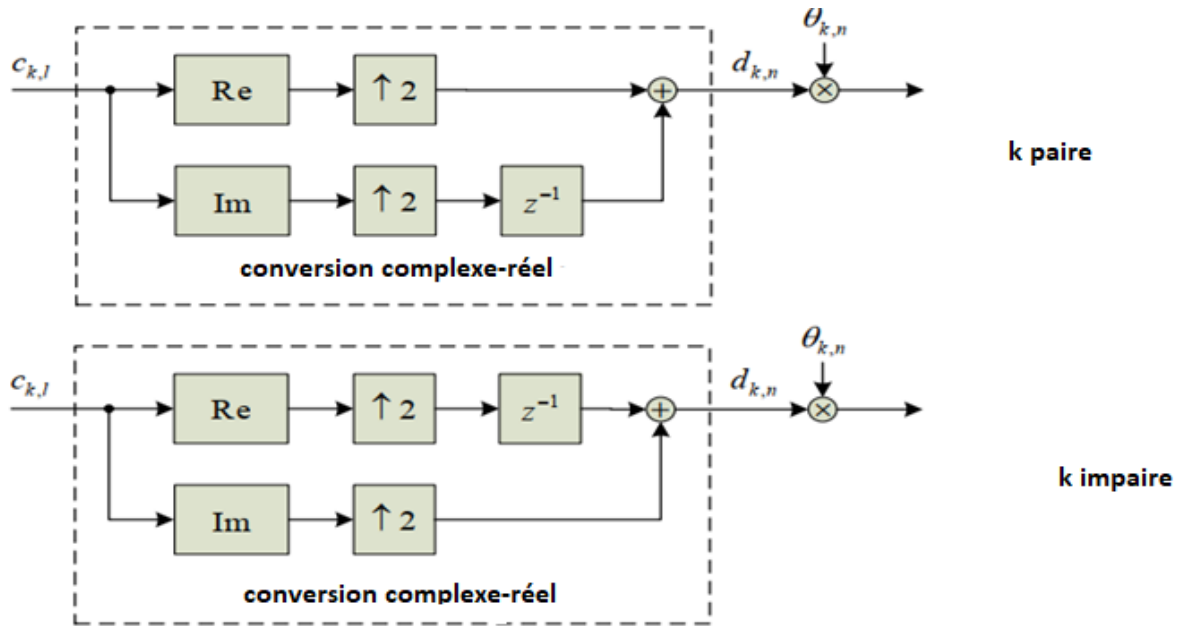 θk,n
ck,l
Re
↑ 2
+
dk,n
×
k paire
Im
↑ 2
z−1
conversion complexe-réel
θk,n
ck,l
Re
↑ 2
z−1
+
dk,n
×
k impaire
Im
↑ 2
conversion complexe-réel